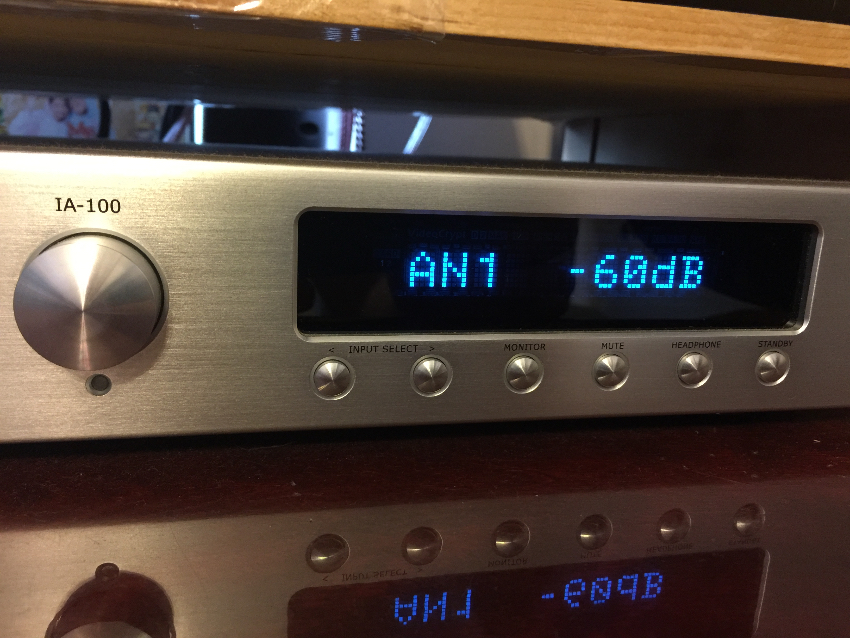 IA-100
AN1 -60dB
< INPUT SELECT > MONITOR MUTE HEADPHONE STANDBY